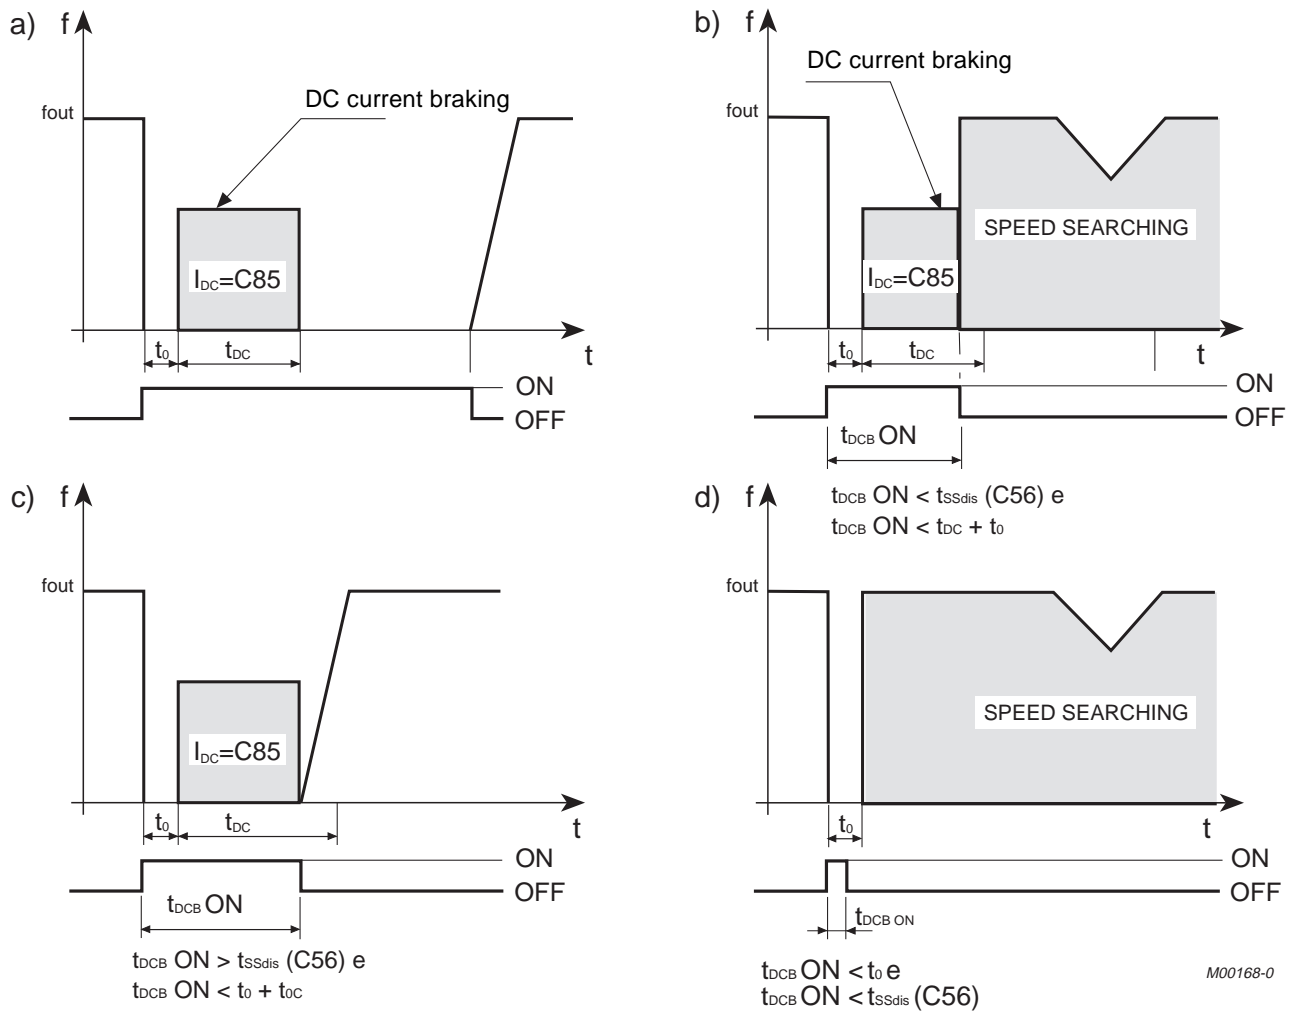 a) f
DC current braking
fout
IDC=C85
t0 tDC t
ON
OFF
b) f
DC current braking
fout
SPEED SEARCHING
IDC=C85
t0 tDC t
ON
OFF
tDCB ON
tDCB ON < tSSdis (C56) e
tDCB ON < tDC + t0
c) f
fout
IDC=C85
t0 tDC t
ON
OFF
tDCB ON
tDCB ON > tSSdis (C56) e
tDCB ON < t0 + t0C
d) f
fout
SPEED SEARCHING
t0 t
ON
OFF
tDCB ON
tDCB ON < t0 e
tDCB ON < tSSdis (C56)
M00168-0